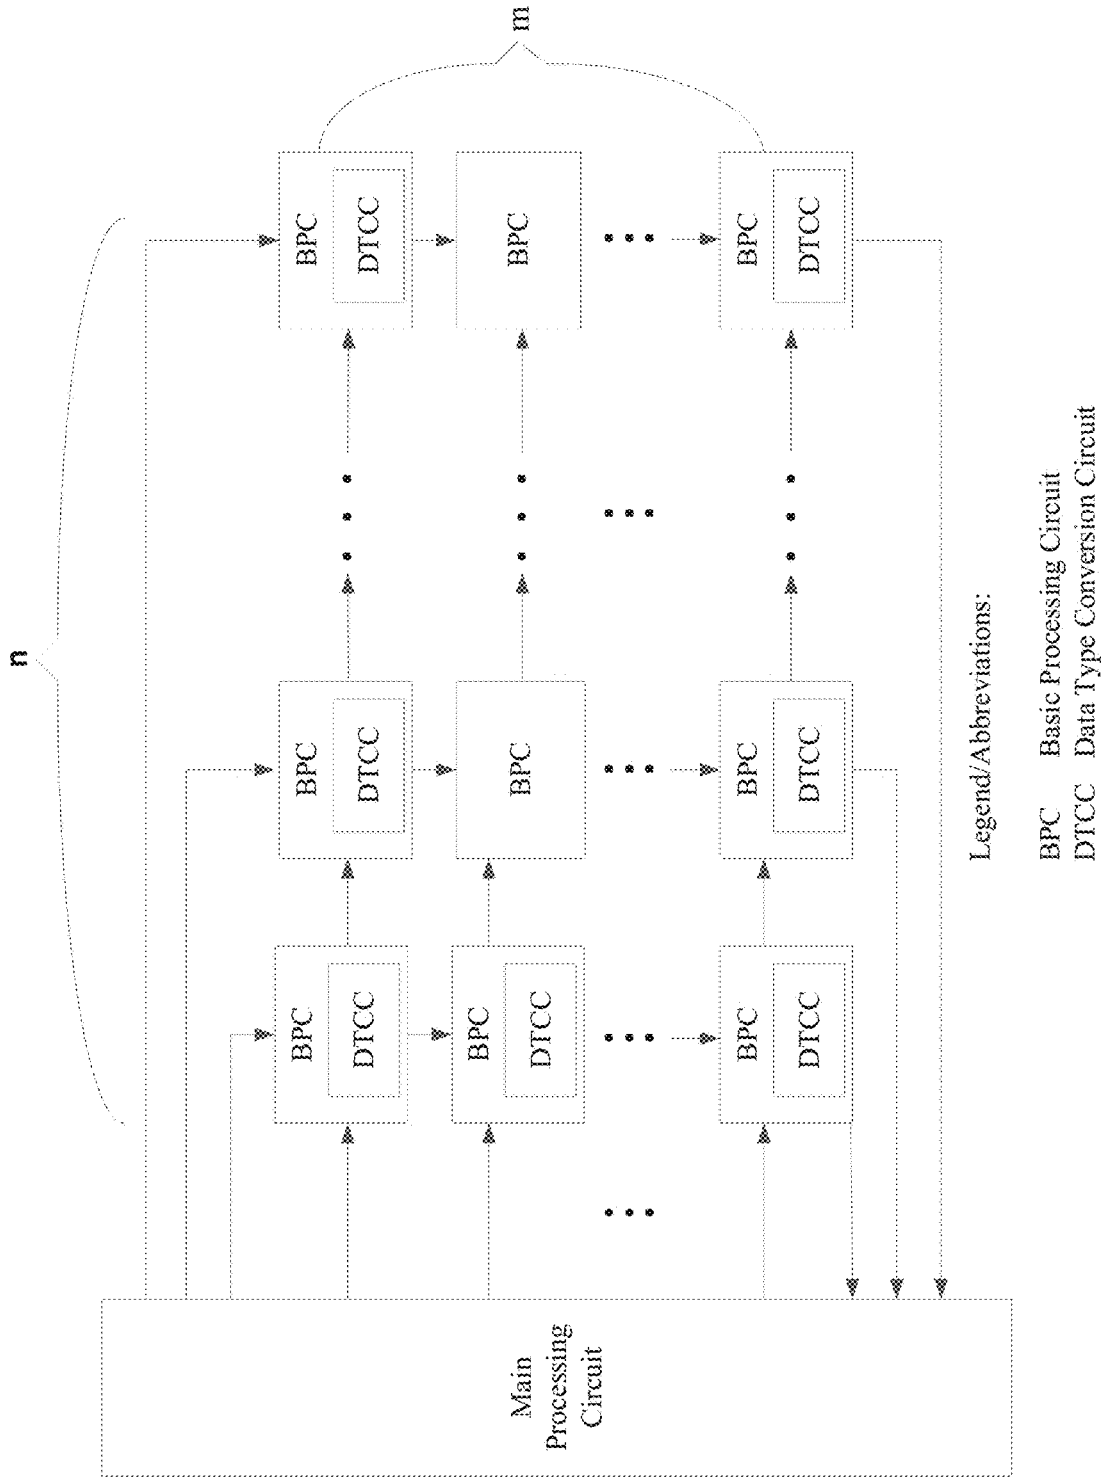 n
BPC
BPC
BPC
DTCC
DTCC
DTCC
Main
Processing
Circuit
BPC
DTCC
BPC
BPC
m
BPC
BPC
BPC
DTCC
DTCC
DTCC
Legend/Abbreviations:
BPC Basic Processing Circuit
DTCC Data Type Conversion Circuit